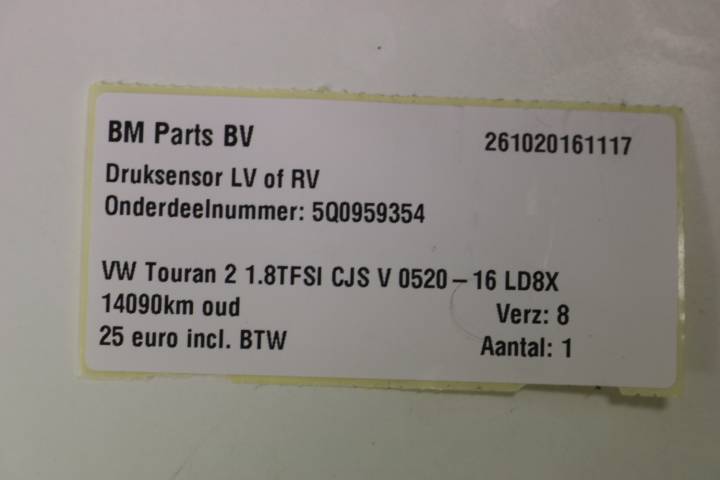 BM Parts BV 261020161117
Druksensor LV of RV
Onderdeelnummer: 5Q0959354
VW Touran 2 1.8TFSI CJS V 0520-16 LD8X
14090km oud Verz: 8
25 euro incl. BTW Aantal: 1